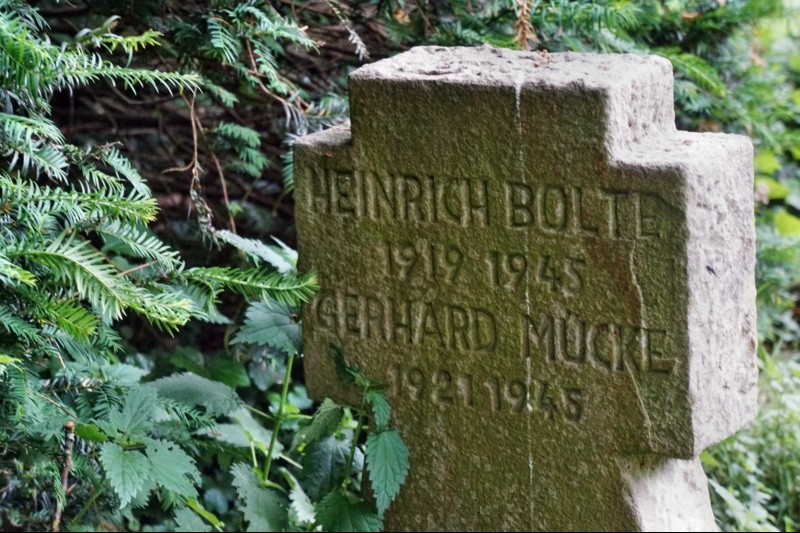 HEINRICH BOLTE
1919 1945
GERHARD MÜCKE
1921 1945